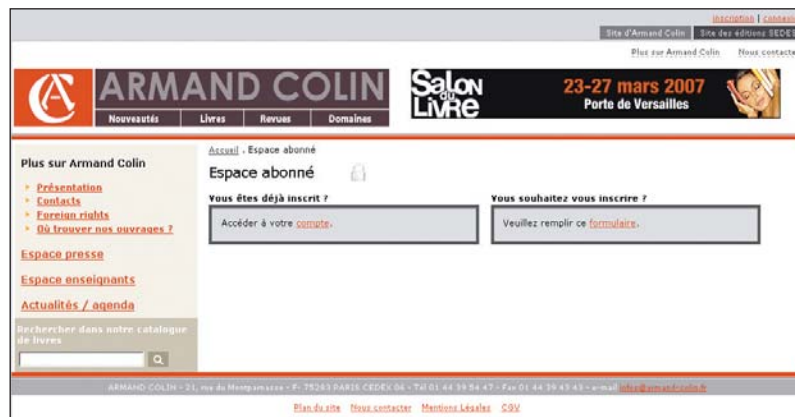 inscription | connexi
Site d'Armand Colin Site des éditions SEDES
Plus sur Armand Colin Nous contacte
AC ARMAND COLIN
Nouveautés Livres Revues Domaines
Salon du Livre
23-27 mars 2007
Porte de Versailles
Accueil . Espace abonné
Plus sur Armand Colin
Présentation
Contacts
Foreign rights
Où trouver nos ouvrages ?
Espace presse
Espace enseignants
Actualités / agenda
Rechercher dans notre catalogue
de livres
Espace abonné
Vous êtes déjà inscrit ?
Accéder à votre compte.
Vous souhaitez vous inscrire ?
Veuillez remplir ce formulaire.
ARMAND COLIN - 21, rue du Montparnasse - F- 75283 PARIS CEDEX 06 - Tél 01 44 39 54 47 - Fax 01 44 39 43 43 - e-mail infos@armand-colin.fr
Plan du site Nous contacter Mentions Légales CGV